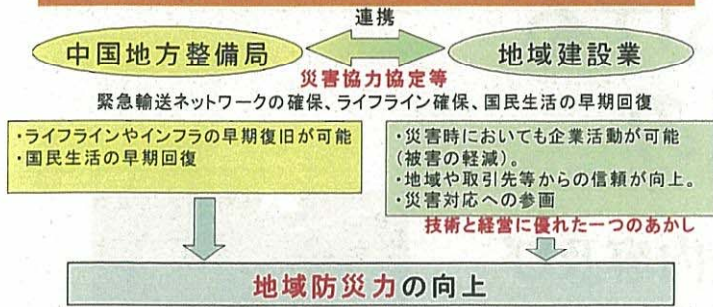 連携
中国地方整備局
地域建設業
災害協力協定等
緊急輸送ネットワークの確保、ライフライン確保、国民生活の早期回復
・ライフラインやインフラの早期復旧が可能
・国民生活の早期回復
・災害時においても企業活動が可能
(被害の軽減)。
・地域や取引先等からの信頼が向上。
・災害対応への参画
技術と経営に優れた一つのあかし
地域防災力の向上